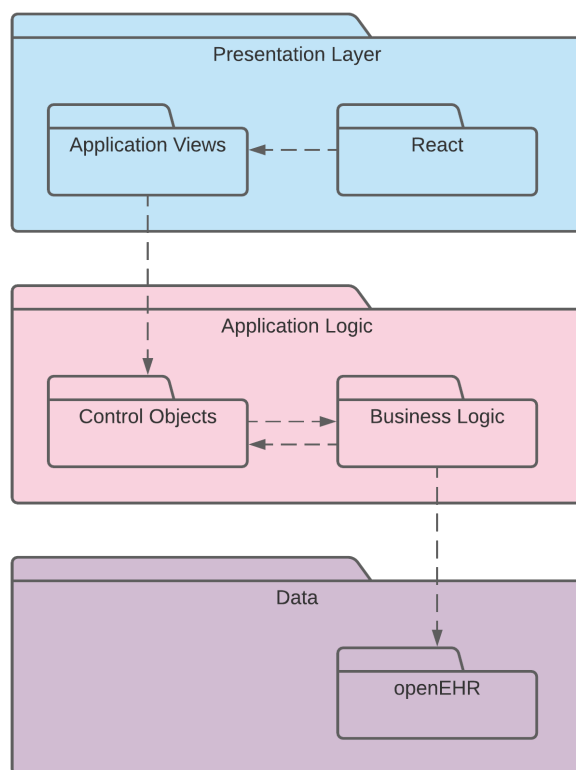 Presentation Layer
Application Views
React
Application Logic
Control Objects
Business Logic
Data
openEHR